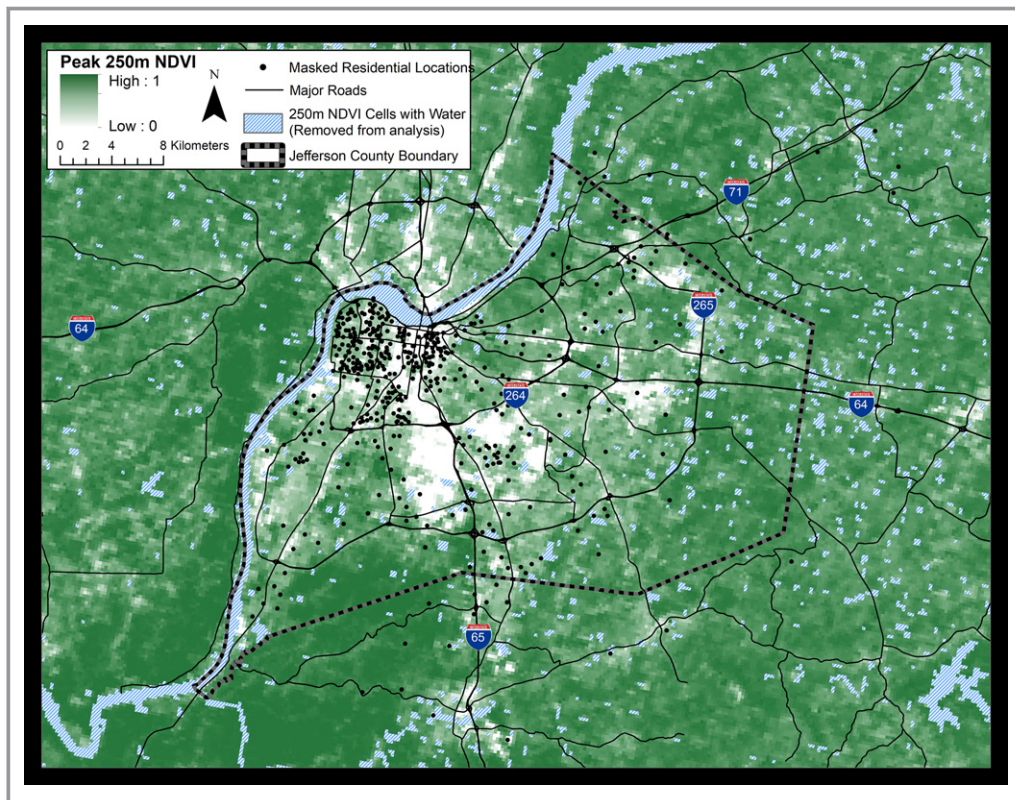 Peak 250m NDVI
High : 1
Low : 0
N
0 2 4 8 Kilometers
Masked Residential Locations
Major Roads
250m NDVI Cells with Water
(Removed from analysis)
Jefferson County Boundary
71
265
64
264
64
65